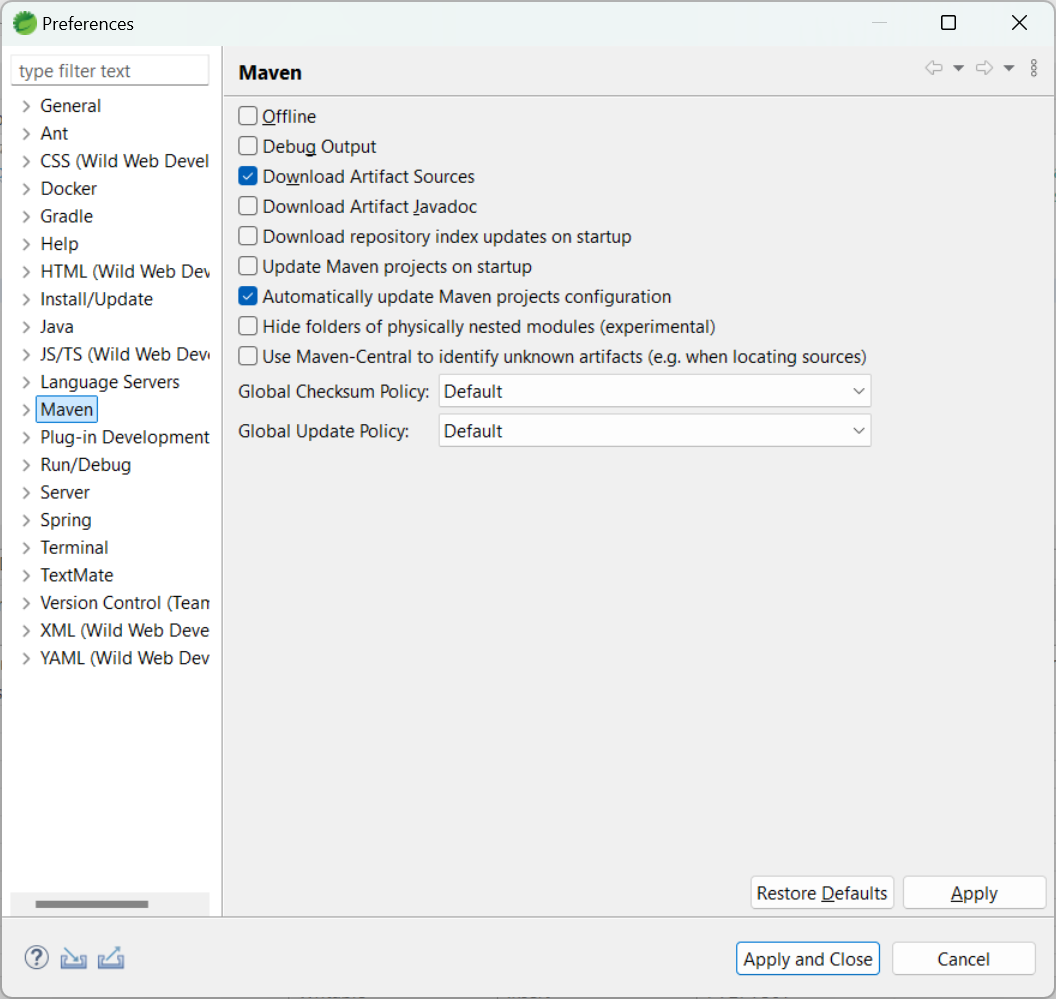 Preferences
type filter text
General
Ant
CSS (Wild Web Devel
Docker
Gradle
Help
HTML (Wild Web Dev
Install/Update
Java
JS/TS (Wild Web Deve
Language Servers
Maven
Plug-in Development
Run/Debug
Server
Spring
Terminal
TextMate
Version Control (Team
XML (Wild Web Deve
YAML (Wild Web Dev
Maven
Offline
Debug Output
Download Artifact Sources
Download Artifact Javadoc
Download repository index updates on startup
Update Maven projects on startup
Automatically update Maven projects configuration
Hide folders of physically nested modules (experimental)
Use Maven-Central to identify unknown artifacts (e.g. when locating sources)
Global Checksum Policy: Default
Global Update Policy: Default
Restore Defaults Apply
? Apply and Close Cancel